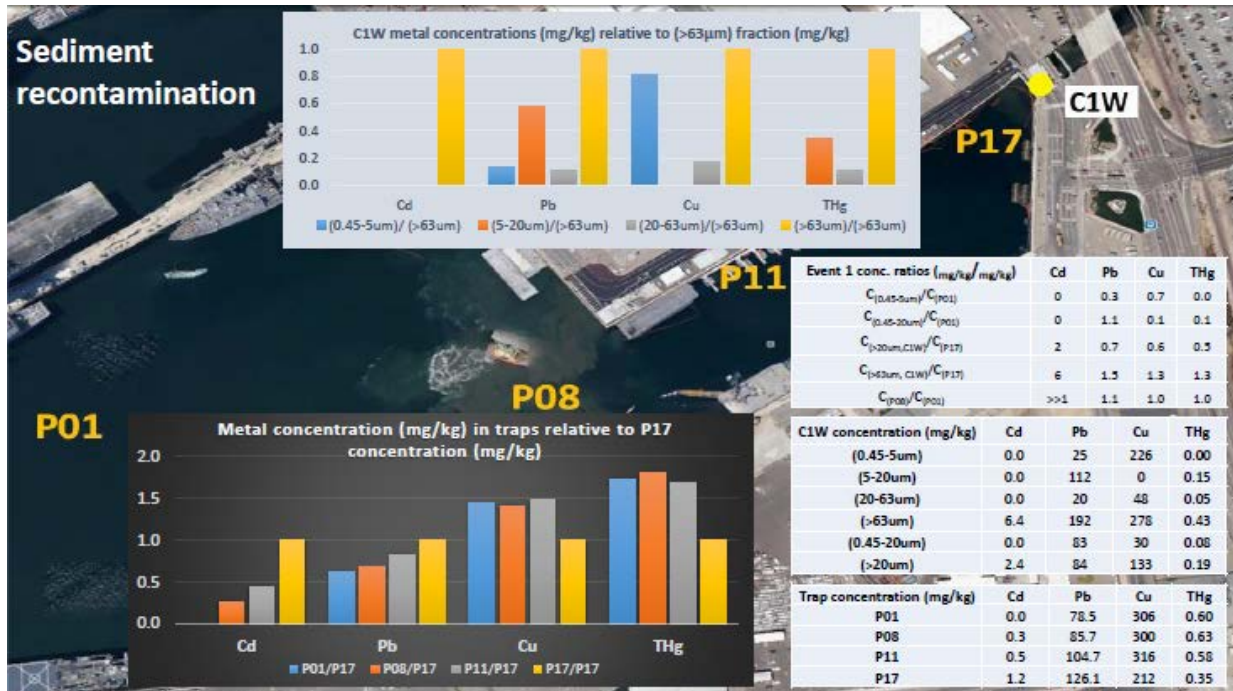 Sediment
recontamination
C1W metal concentrations (mg/kg) relative to (>63µm) fraction (mg/kg)
1.0
0.8
0.6
0.4
0.2
0.0
Cd Pb Cu THg
(0.45-5um)/ (>63um) (5-20um)/(>63um) (20-63um)/(>63um) (>63um)/(>63um)
C1W
P17
P11
P08
P01
Event 1 conc. ratios (mg/kg/mg/kg) Cd Pb Cu THg
C(0.45-5um)/C(P01) 0 0.3 0.7 0.0
C(0.45-20um)/C(P01) 0 1.1 0.1 0.1
C(>20um,C1W)/C(P17) 2 0.7 0.6 0.5
C(>63um, C1W)/C(P17) 6 1.5 1.3 1.3
C(P08)/C(P01) >>1 1.1 1.0 1.0
Metal concentration (mg/kg) in traps relative to P17
concentration (mg/kg)
2.0
1.5
1.0
0.5
0.0
Cd Pb Cu THg
P01/P17 P08/P17 P11/P17 P17/P17
C1W concentration (mg/kg) Cd Pb Cu THg
(0.45-5um) 0.0 25 226 0.00
(5-20um) 0.0 112 0 0.15
(20-63um) 0.0 20 48 0.05
(>63um) 6.4 192 278 0.43
(0.45-20um) 0.0 83 30 0.08
(>20um) 2.4 84 133 0.19
Trap concentration (mg/kg) Cd Pb Cu THg
P01 0.0 78.5 306 0.60
P08 0.3 85.7 300 0.63
P11 0.5 104.7 316 0.58
P17 1.2 126.1 212 0.35